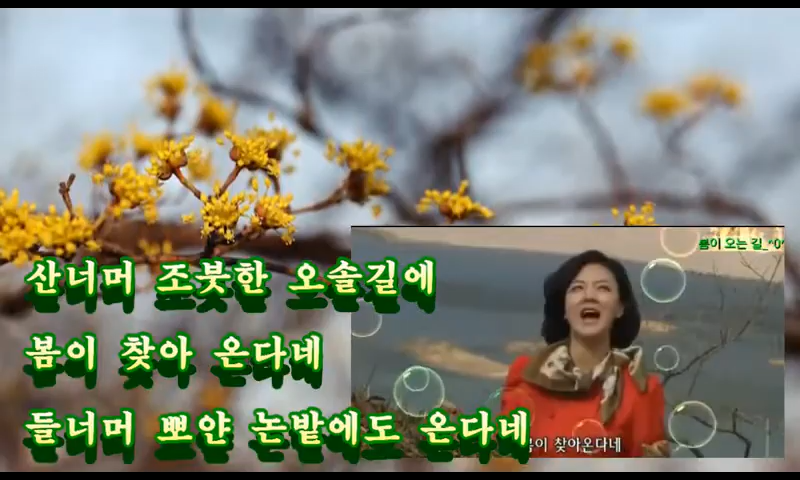 봄이 오는 길_^0^
산너머 조붓한 오솔길에
봄이 찾아 온다네
들너머 뽀얀 논밭에도 온다네
봄이 찾아온다네